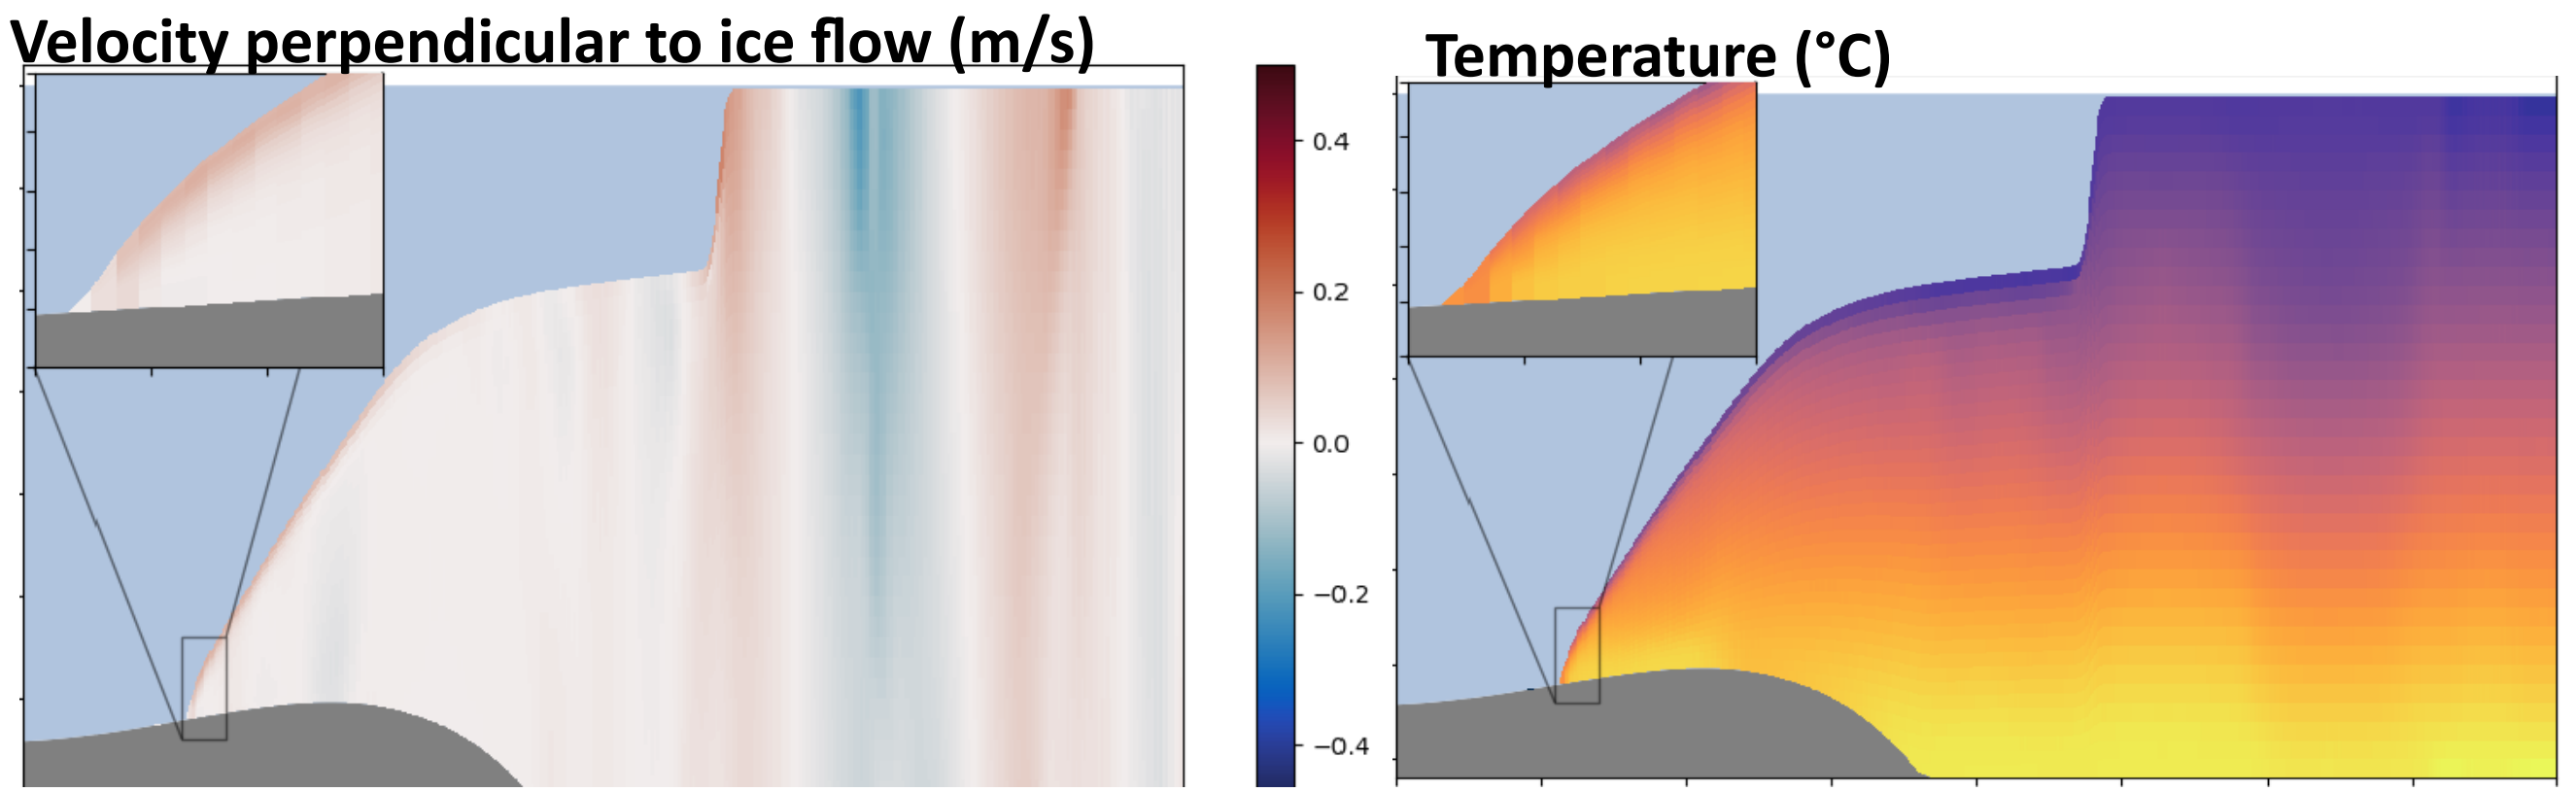 Velocity perpendicular to ice flow (m/s)
Temperature (°C)
0.4
0.2
0.0
−0.2
−0.4